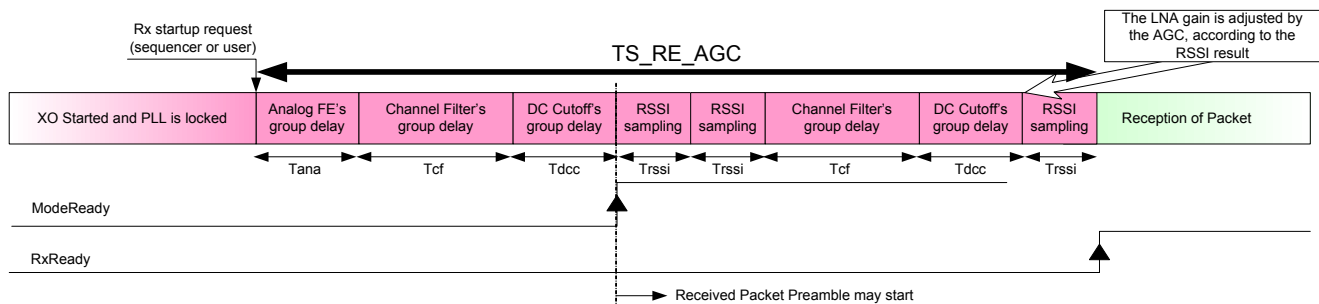 Rx startup request
(sequencer or user)
TS_RE_AGC
The LNA gain is adjusted by
the AGC, according to the
RSSI result
XO Started and PLL is locked
Analog FE's
group delay
Channel Filter's
group delay
DC Cutoff's
group delay
RSSI
sampling
RSSI
sampling
Channel Filter's
group delay
DC Cutoff's
group delay
RSSI
sampling
Reception of Packet
Tana
Tcf
Tdcc
Trssi
Trssi
Tcf
Tdcc
Trssi
ModeReady
RxReady
Received Packet Preamble may start